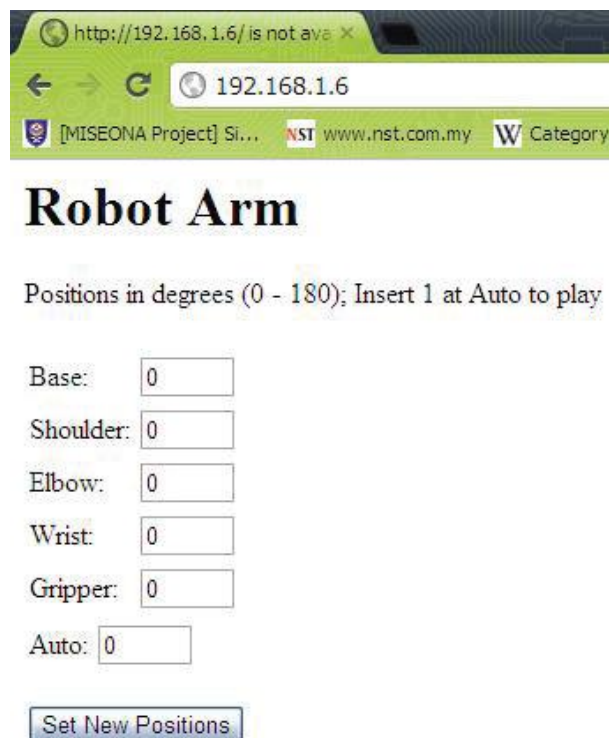 http://192.168.1.6/ is not ava
192.168.1.6
[MISEONA Project] Si... NST www.nst.com.my W Category
Robot Arm
Positions in degrees (0 - 180); Insert 1 at Auto to play
Base: 0
Shoulder: 0
Elbow: 0
Wrist: 0
Gripper: 0
Auto: 0
Set New Positions